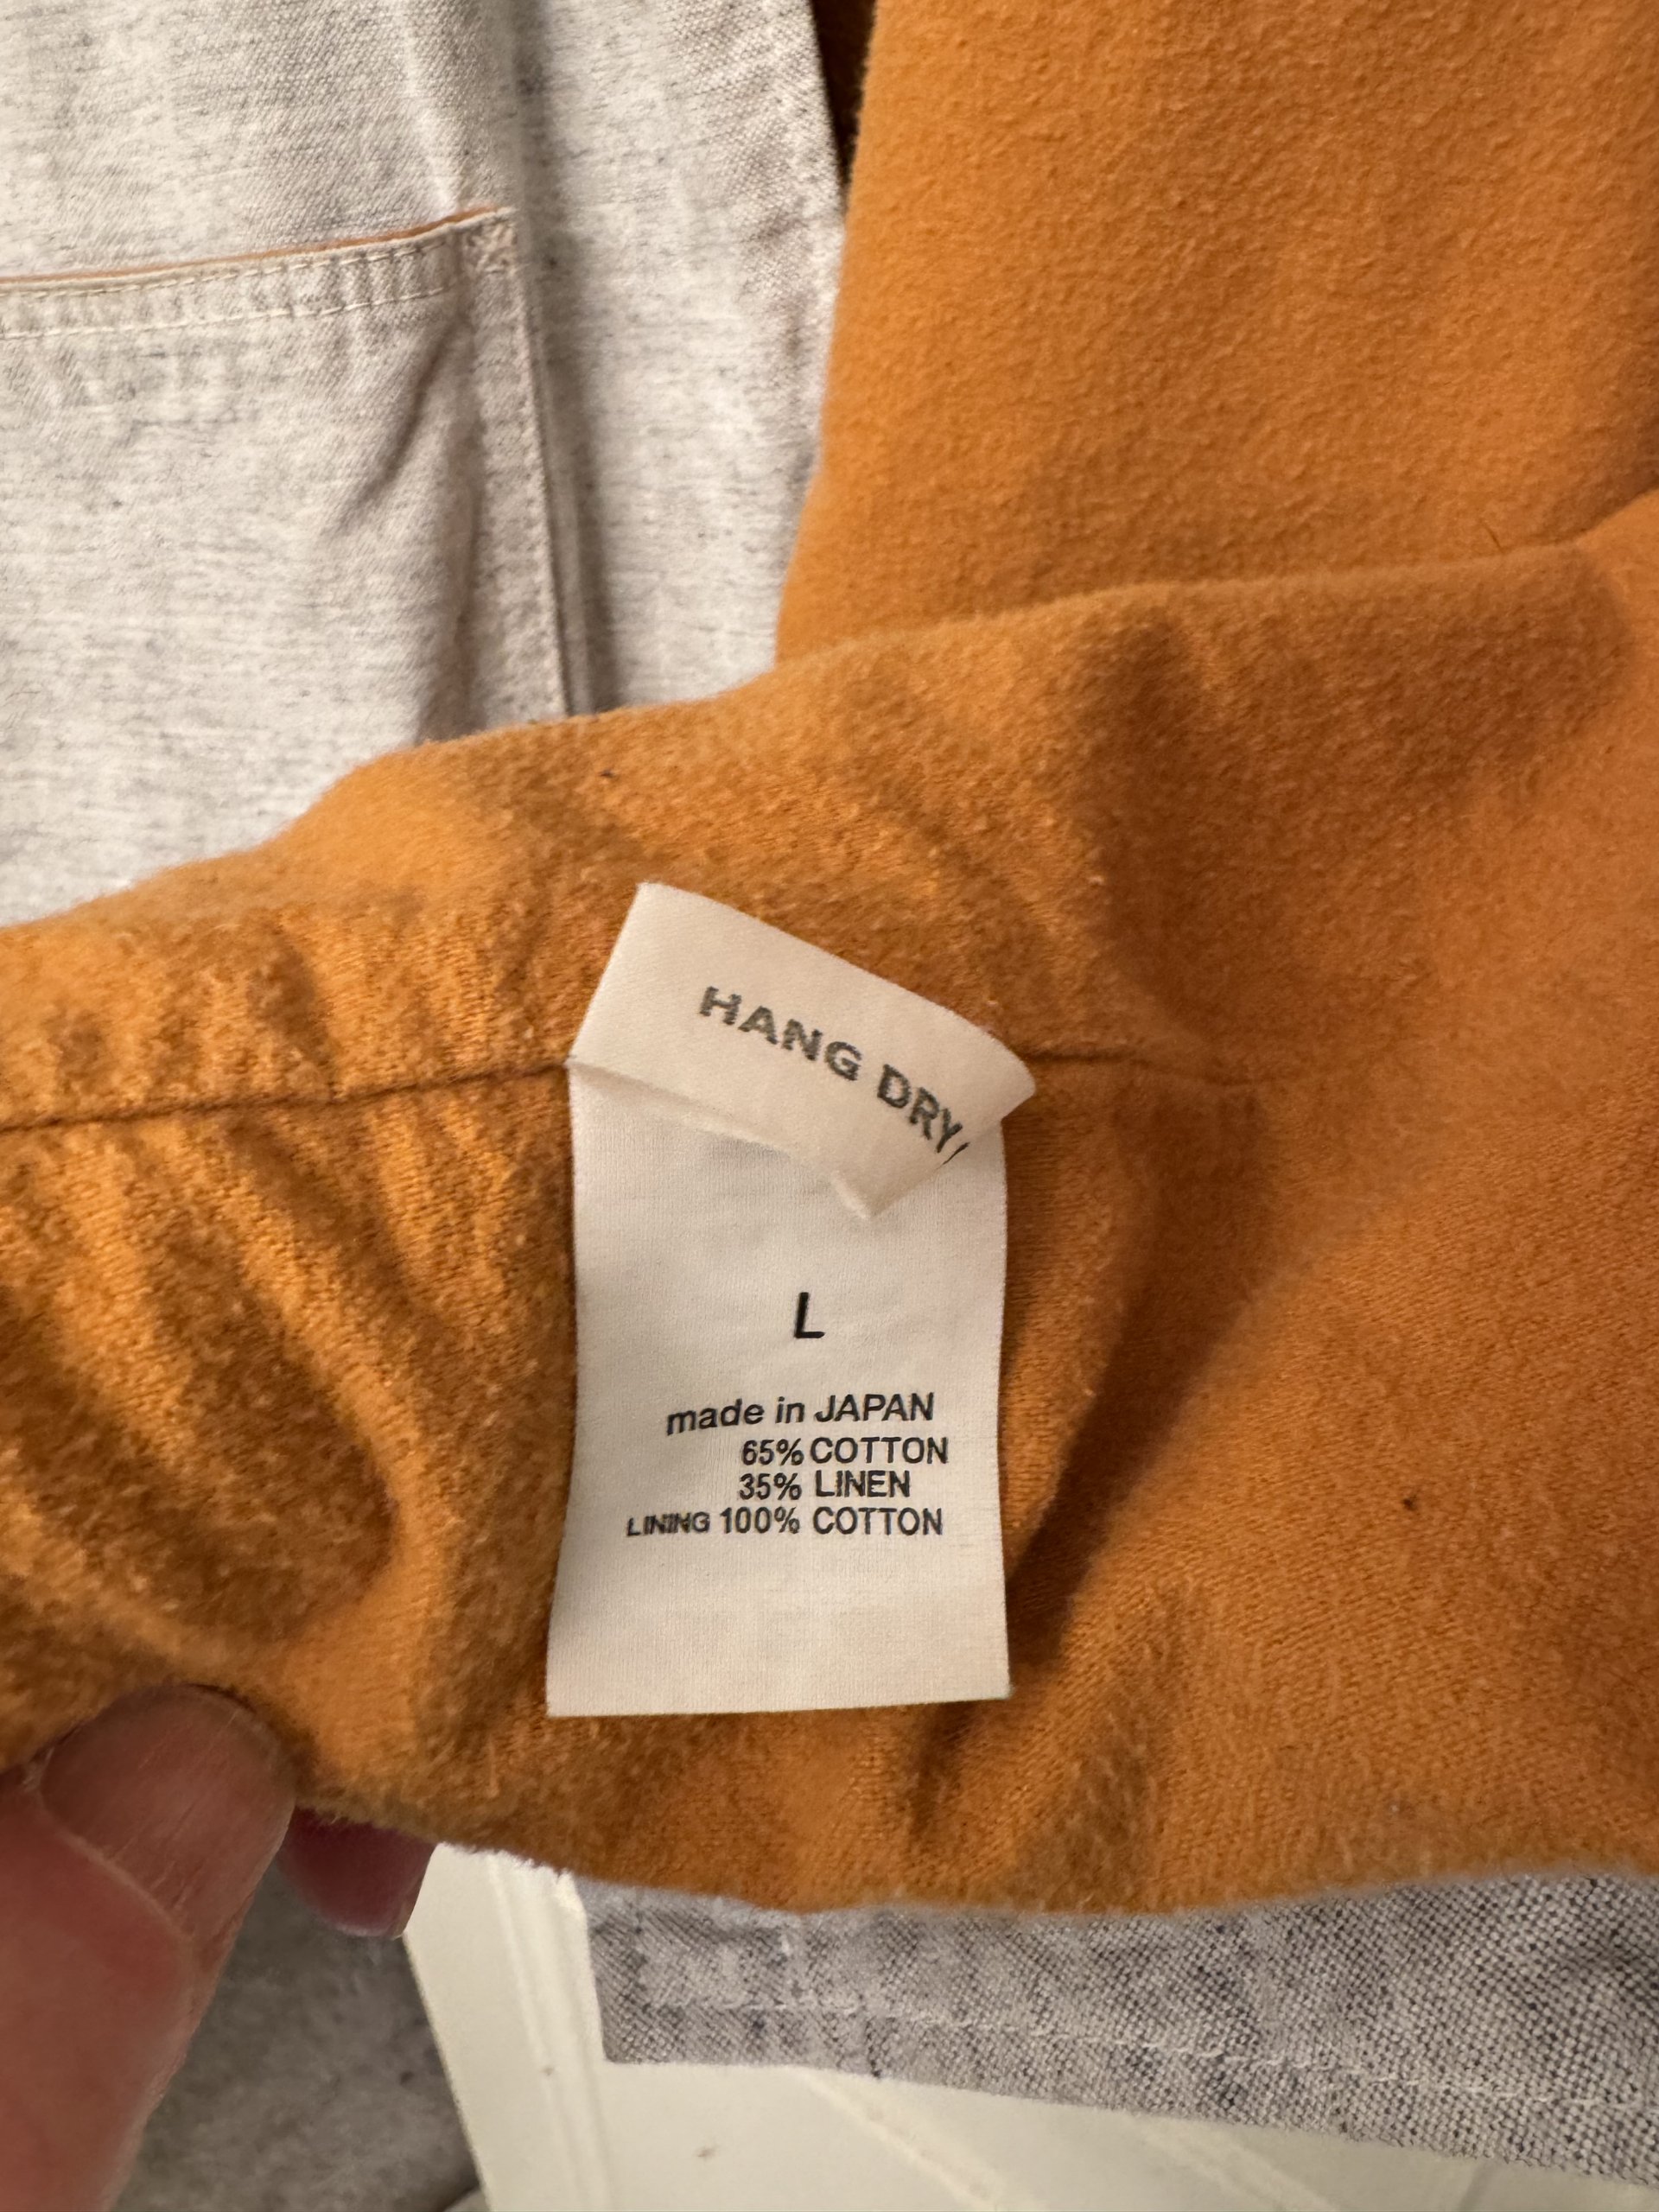 HANG DRY
L
made in JAPAN
65% COTTON
35% LINEN
LINING 100% COTTON